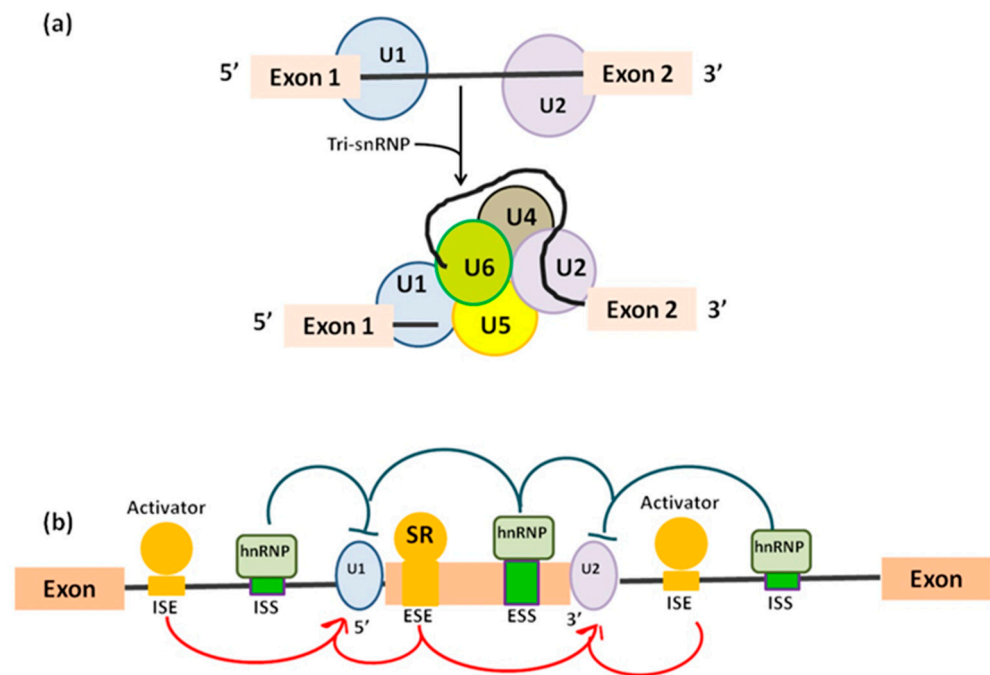 (a)
U1
5’ Exon 1 Exon 2 3’
U2
Tri-snRNP
U4
U6 U2
U1
5’ Exon 1 U5 Exon 2 3’
(b)
Activator Activator
SR
hnRNP hnRNP hnRNP
U1 U2
Exon Exon
ISE ISS 5’ ESE ESS 3’ ISE ISS